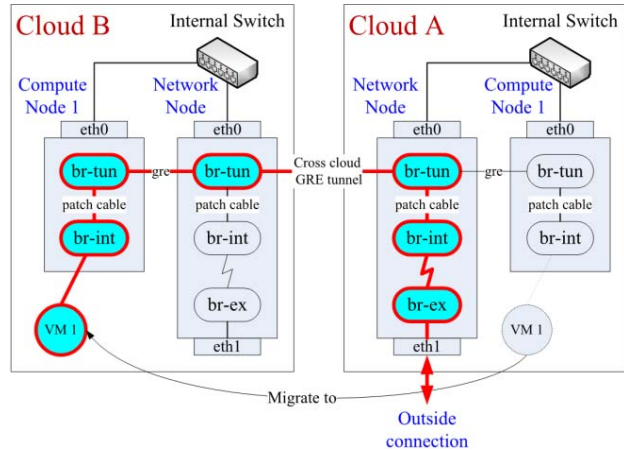 Cloud B
Internal Switch
Compute
Node 1
Network
Node
eth0
eth0
br-tun
gre
br-tun
patch cable
patch cable
br-int
br-int
VM 1
br-ex
eth1
Cross cloud
GRE tunnel
Cloud A
Internal Switch
Network
Node
Compute
Node 1
eth0
eth0
br-tun
gre
br-tun
patch cable
patch cable
br-int
br-int
br-ex
VM 1
eth1
Migrate to
Outside
connection